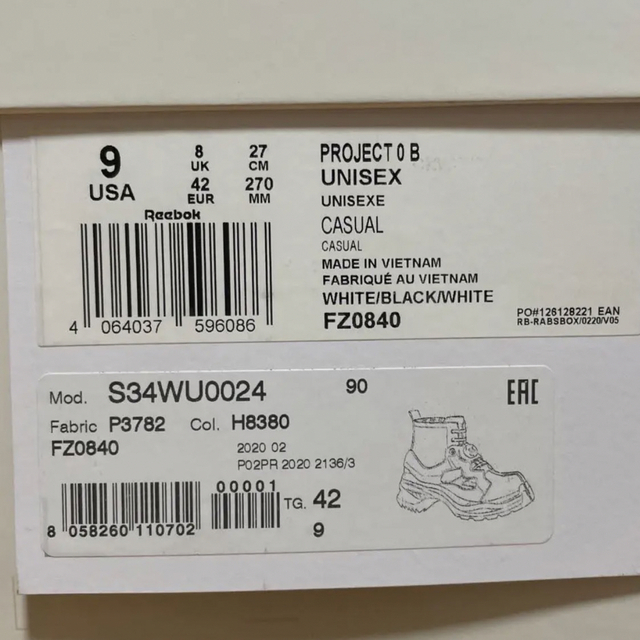 9
USA
8
UK
42
EUR
27
CM
270
MM
Reebok
4 064037 596086
PROJECT 0 B
UNISEX
UNISEXE
CASUAL
CASUAL
MADE IN VIETNAM
FABRIQUÉ AU VIETNAM
WHITE/BLACK/WHITE
FZ0840
PO#126128221 EAN
RB-RABSBOX/0220/V05
Mod. S34WU0024 90
Fabric P3782 Col. H8380
FZ0840
2020 02
P02PR 2020 2136/3
8 058260 110702
00001
TG. 42
9
EAC